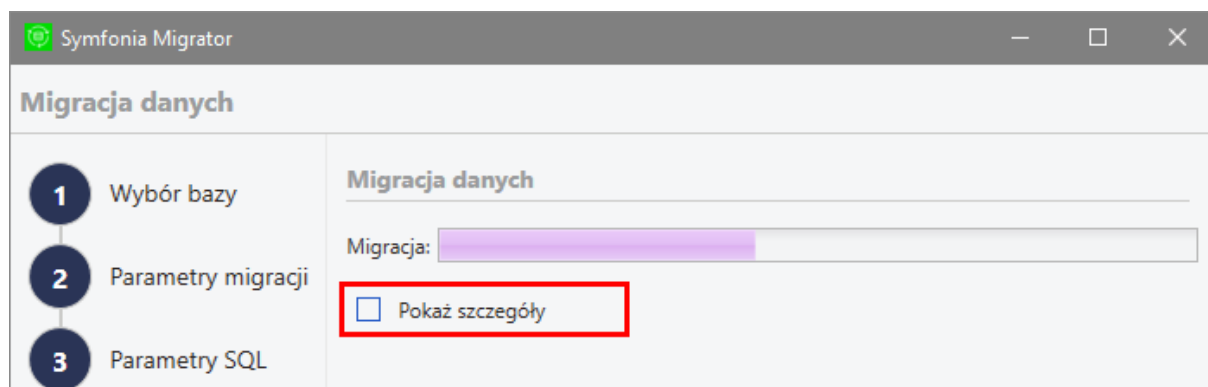 Symfonia Migrator
Migracja danych
1 Wybór bazy
2 Parametry migracji
3 Parametry SQL
Migracja danych
Migracja:
Pokaż szczegóły